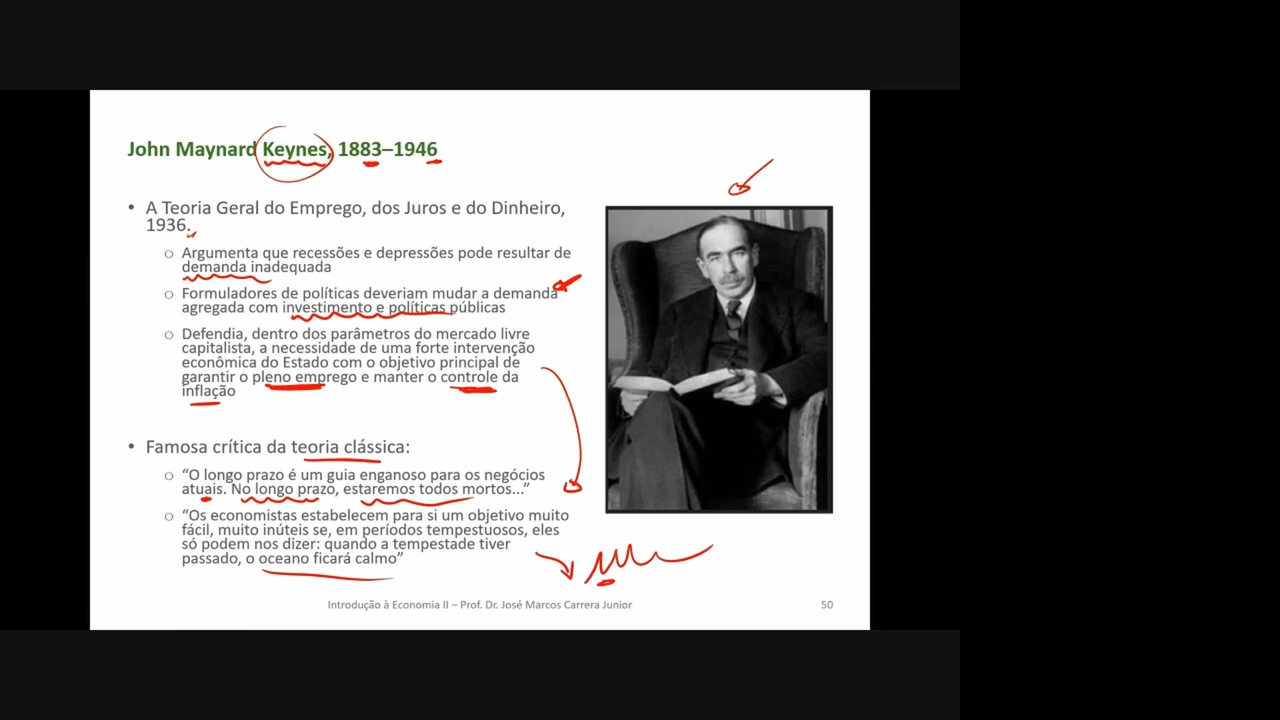 John Maynard Keynes, 1883–1946
• A Teoria Geral do Emprego, dos Juros e do Dinheiro,
1936.
o Argumenta que recessões e depressões pode resultar de
demanda inadequada
o Formuladores de políticas deveriam mudar a demanda
agregada com investimento e políticas públicas
o Defendia, dentro dos parâmetros do mercado livre
capitalista, a necessidade de uma forte intervenção
econômica do Estado com o objetivo principal de
garantir o pleno emprego e manter o controle da
inflação
• Famosa crítica da teoria clássica:
o “O longo prazo é um guia enganoso para os negócios
atuais. No longo prazo, estaremos todos mortos...”
o “Os economistas estabelecem para si um objetivo muito
fácil, muito inúteis se, em períodos tempestuosos, eles
só podem nos dizer: quando a tempestade tiver
passado, o oceano ficará calmo”
Introdução à Economia II – Prof. Dr. José Marcos Carrera Junior
50